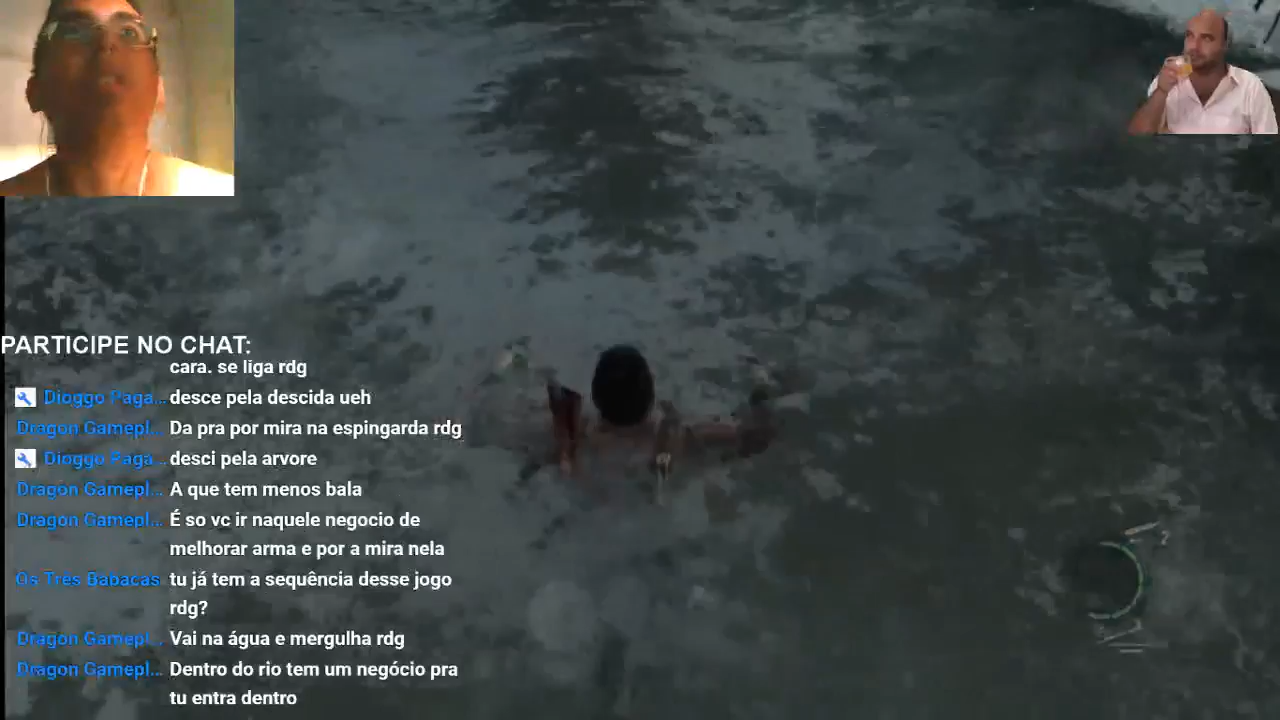 PARTICIPE NO CHAT:
cara. se liga rdg
Dioggo Paga... desce pela descida ueh
Dragon Gamepl... Da pra por mira na espingarda rdg
Dioggo Paga... desci pela arvore
Dragon Gamepl... A que tem menos bala
Dragon Gamepl... É so vc ir naquele negocio de
melhorar arma e por a mira nela
Os Três Babacas tu já tem a sequência desse jogo
rdg?
Dragon Gamepl... Vai na água e mergulha rdg
Dragon Gamepl... Dentro do rio tem um negócio pra
tu entra dentro
2